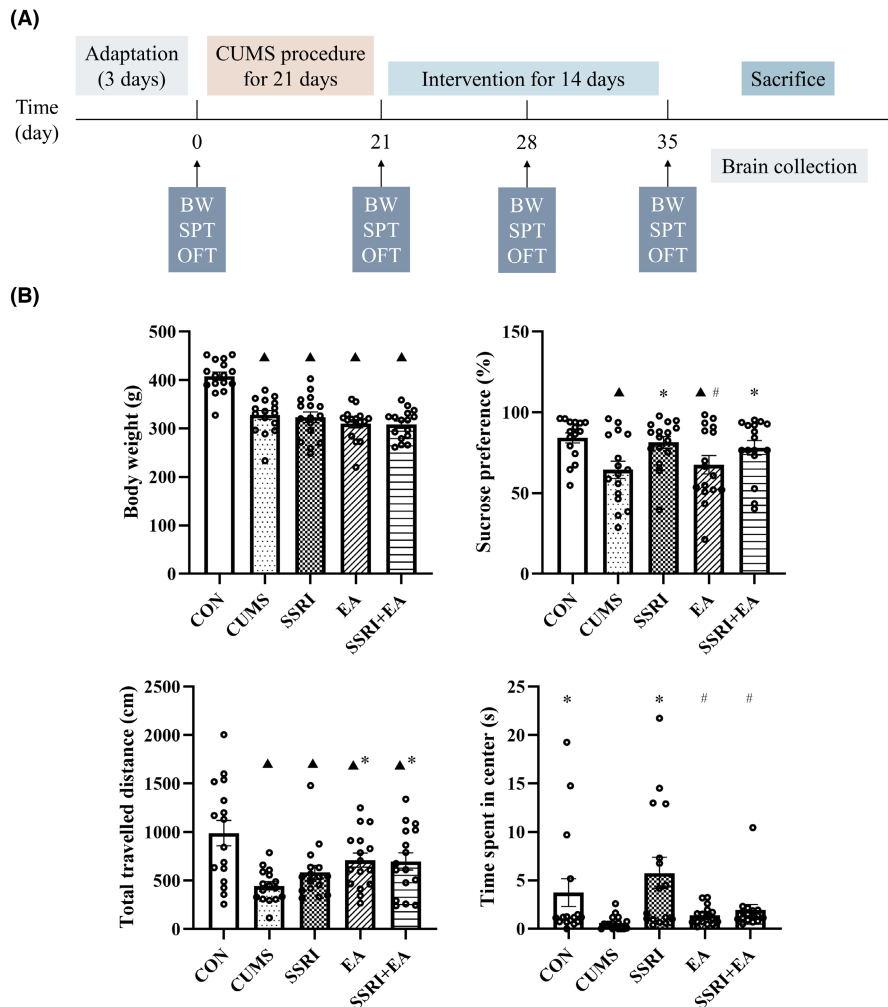 (A)
Adaptation
(3 days)
CUMS procedure
for 21 days
Intervention for 14 days
Sacrifice
Time
(day)
0
21
28
35
Brain collection
BW
SPT
OFT
BW
SPT
OFT
BW
SPT
OFT
BW
SPT
OFT
(B)
Body weight (g)
500
400
300
200
100
0
▲ ▲ ▲ ▲
CON
CUMS
SSRI
EA
SSRI+EA
Sucrose preference (%)
150
100
50
0
▲ * ▲ # *
CON
CUMS
SSRI
EA
SSRI+EA
Total travelled distance (cm)
2500
2000
1500
1000
500
0
▲ ▲ ▲* ▲*
CON
CUMS
SSRI
EA
SSRI+EA
Time spent in center (s)
25
20
15
10
5
0
* * # #
CON
CUMS
SSRI
EA
SSRI+EA